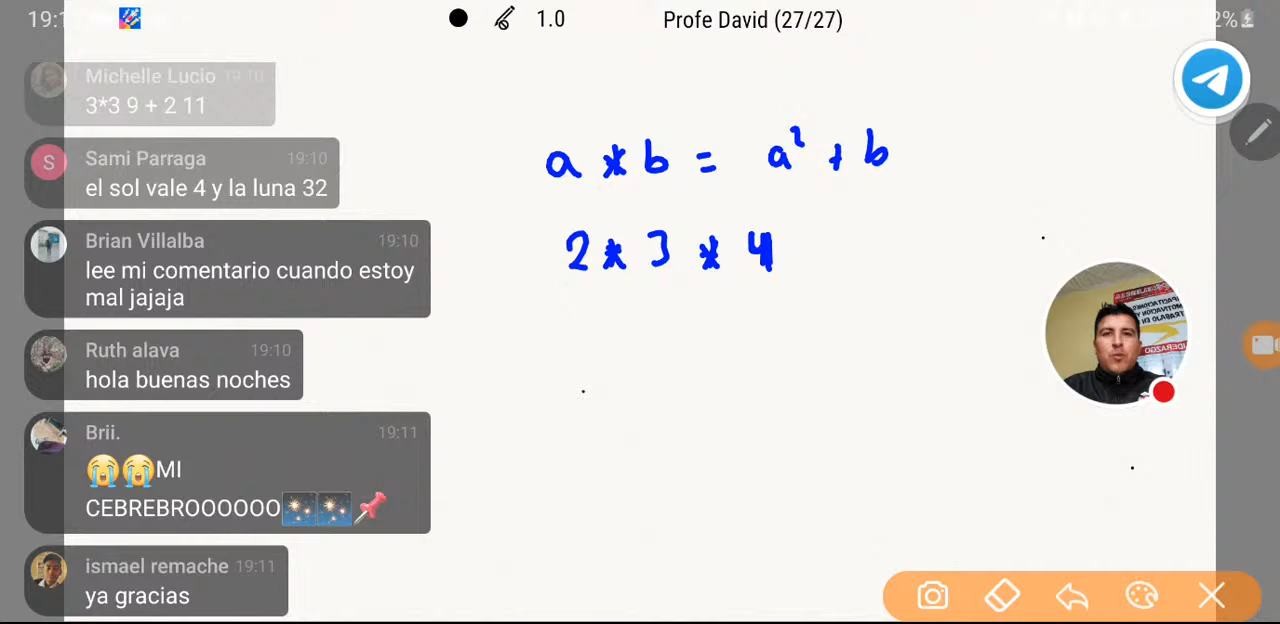 19:1
1.0
Profe David (27/27)
2%
Michelle Lucio 19:10
3*3 9 + 2 11
S
Sami Parraga 19:10
el sol vale 4 y la luna 32
Brian Villalba 19:10
lee mi comentario cuando estoy
mal jajaja
Ruth alava 19:10
hola buenas noches
Brii. 19:11
😭😭MI
CEBREBROOOOOO🎇🎇📌
ismael remache 19:11
ya gracias
a * b = a² + b
2 * 3 * 4